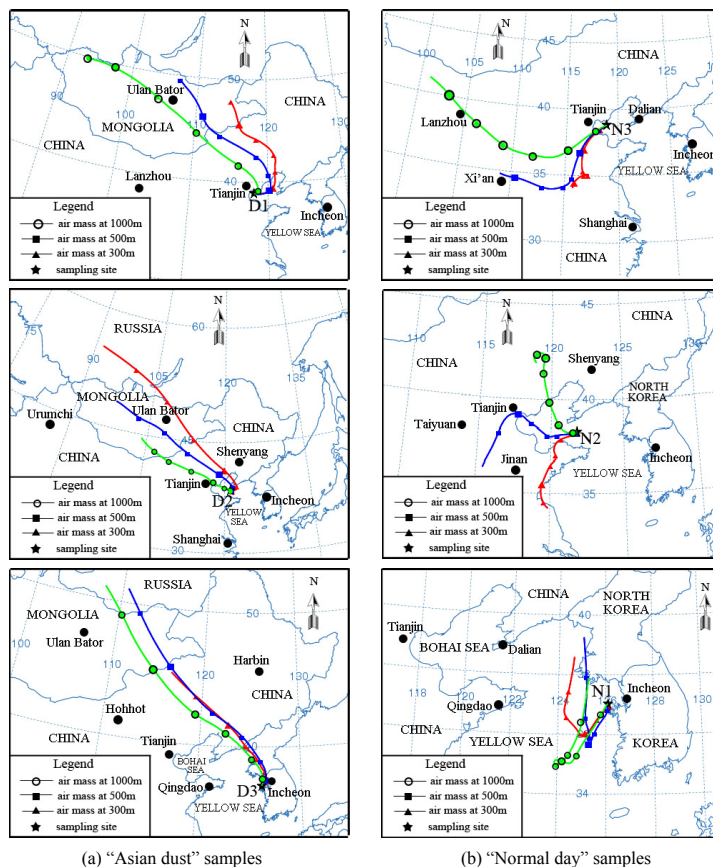 N
50
CHINA
90
Ulan Bator
110
100
MONGOLIA
120
CHINA
40
Lanzhou
Tianjin
D1
Incheon
YELLOW SEA
Legend
air mass at 1000m
air mass at 500m
air mass at 300m
sampling site
N
CHINA
100
105
110
115
120
45
Tianjin
Dalian
Lanzhou
N3
40
Incheon
Xi'an
YELLOW SEA
35
Shanghai
30
CHINA
Legend
air mass at 1000m
air mass at 500m
air mass at 300m
sampling site
RUSSIA
N
75
60
90
105
120
135
MONGOLIA
Ulan Bator
Urumchi
CHINA
45
Shenyang
CHINA
Tianjin
D2
Incheon
YELLOW
SEA
Shanghai
30
Legend
air mass at 1000m
air mass at 500m
air mass at 300m
sampling site
N
45
CHINA
115
120
CHINA
Shenyang
NORTH
KOREA
40
Tianjin
Taiyuan
N2
Jinan
YELLOW SEA
Incheon
35
Legend
air mass at 1000m
air mass at 500m
air mass at 300m
sampling site
RUSSIA
N
MONGOLIA
50
100
Ulan Bator
130
110
120
Harbin
CHINA
Hohhot
CHINA
Tianjin
BOHAI
SEA
Qingdao
D3
Incheon
YELLOW SEA
Legend
air mass at 1000m
air mass at 500m
air mass at 300m
sampling site
CHINA
NORTH
KOREA
N
40
Tianjin
BOHAI SEA
Dalian
118
120
122
124
N1
Incheon
Qingdao
CHINA
YELLOW SEA
KOREA
34
126
128
130
Legend
air mass at 1000m
air mass at 500m
air mass at 300m
sampling site
(a) “Asian dust” samples
(b) “Normal day” samples